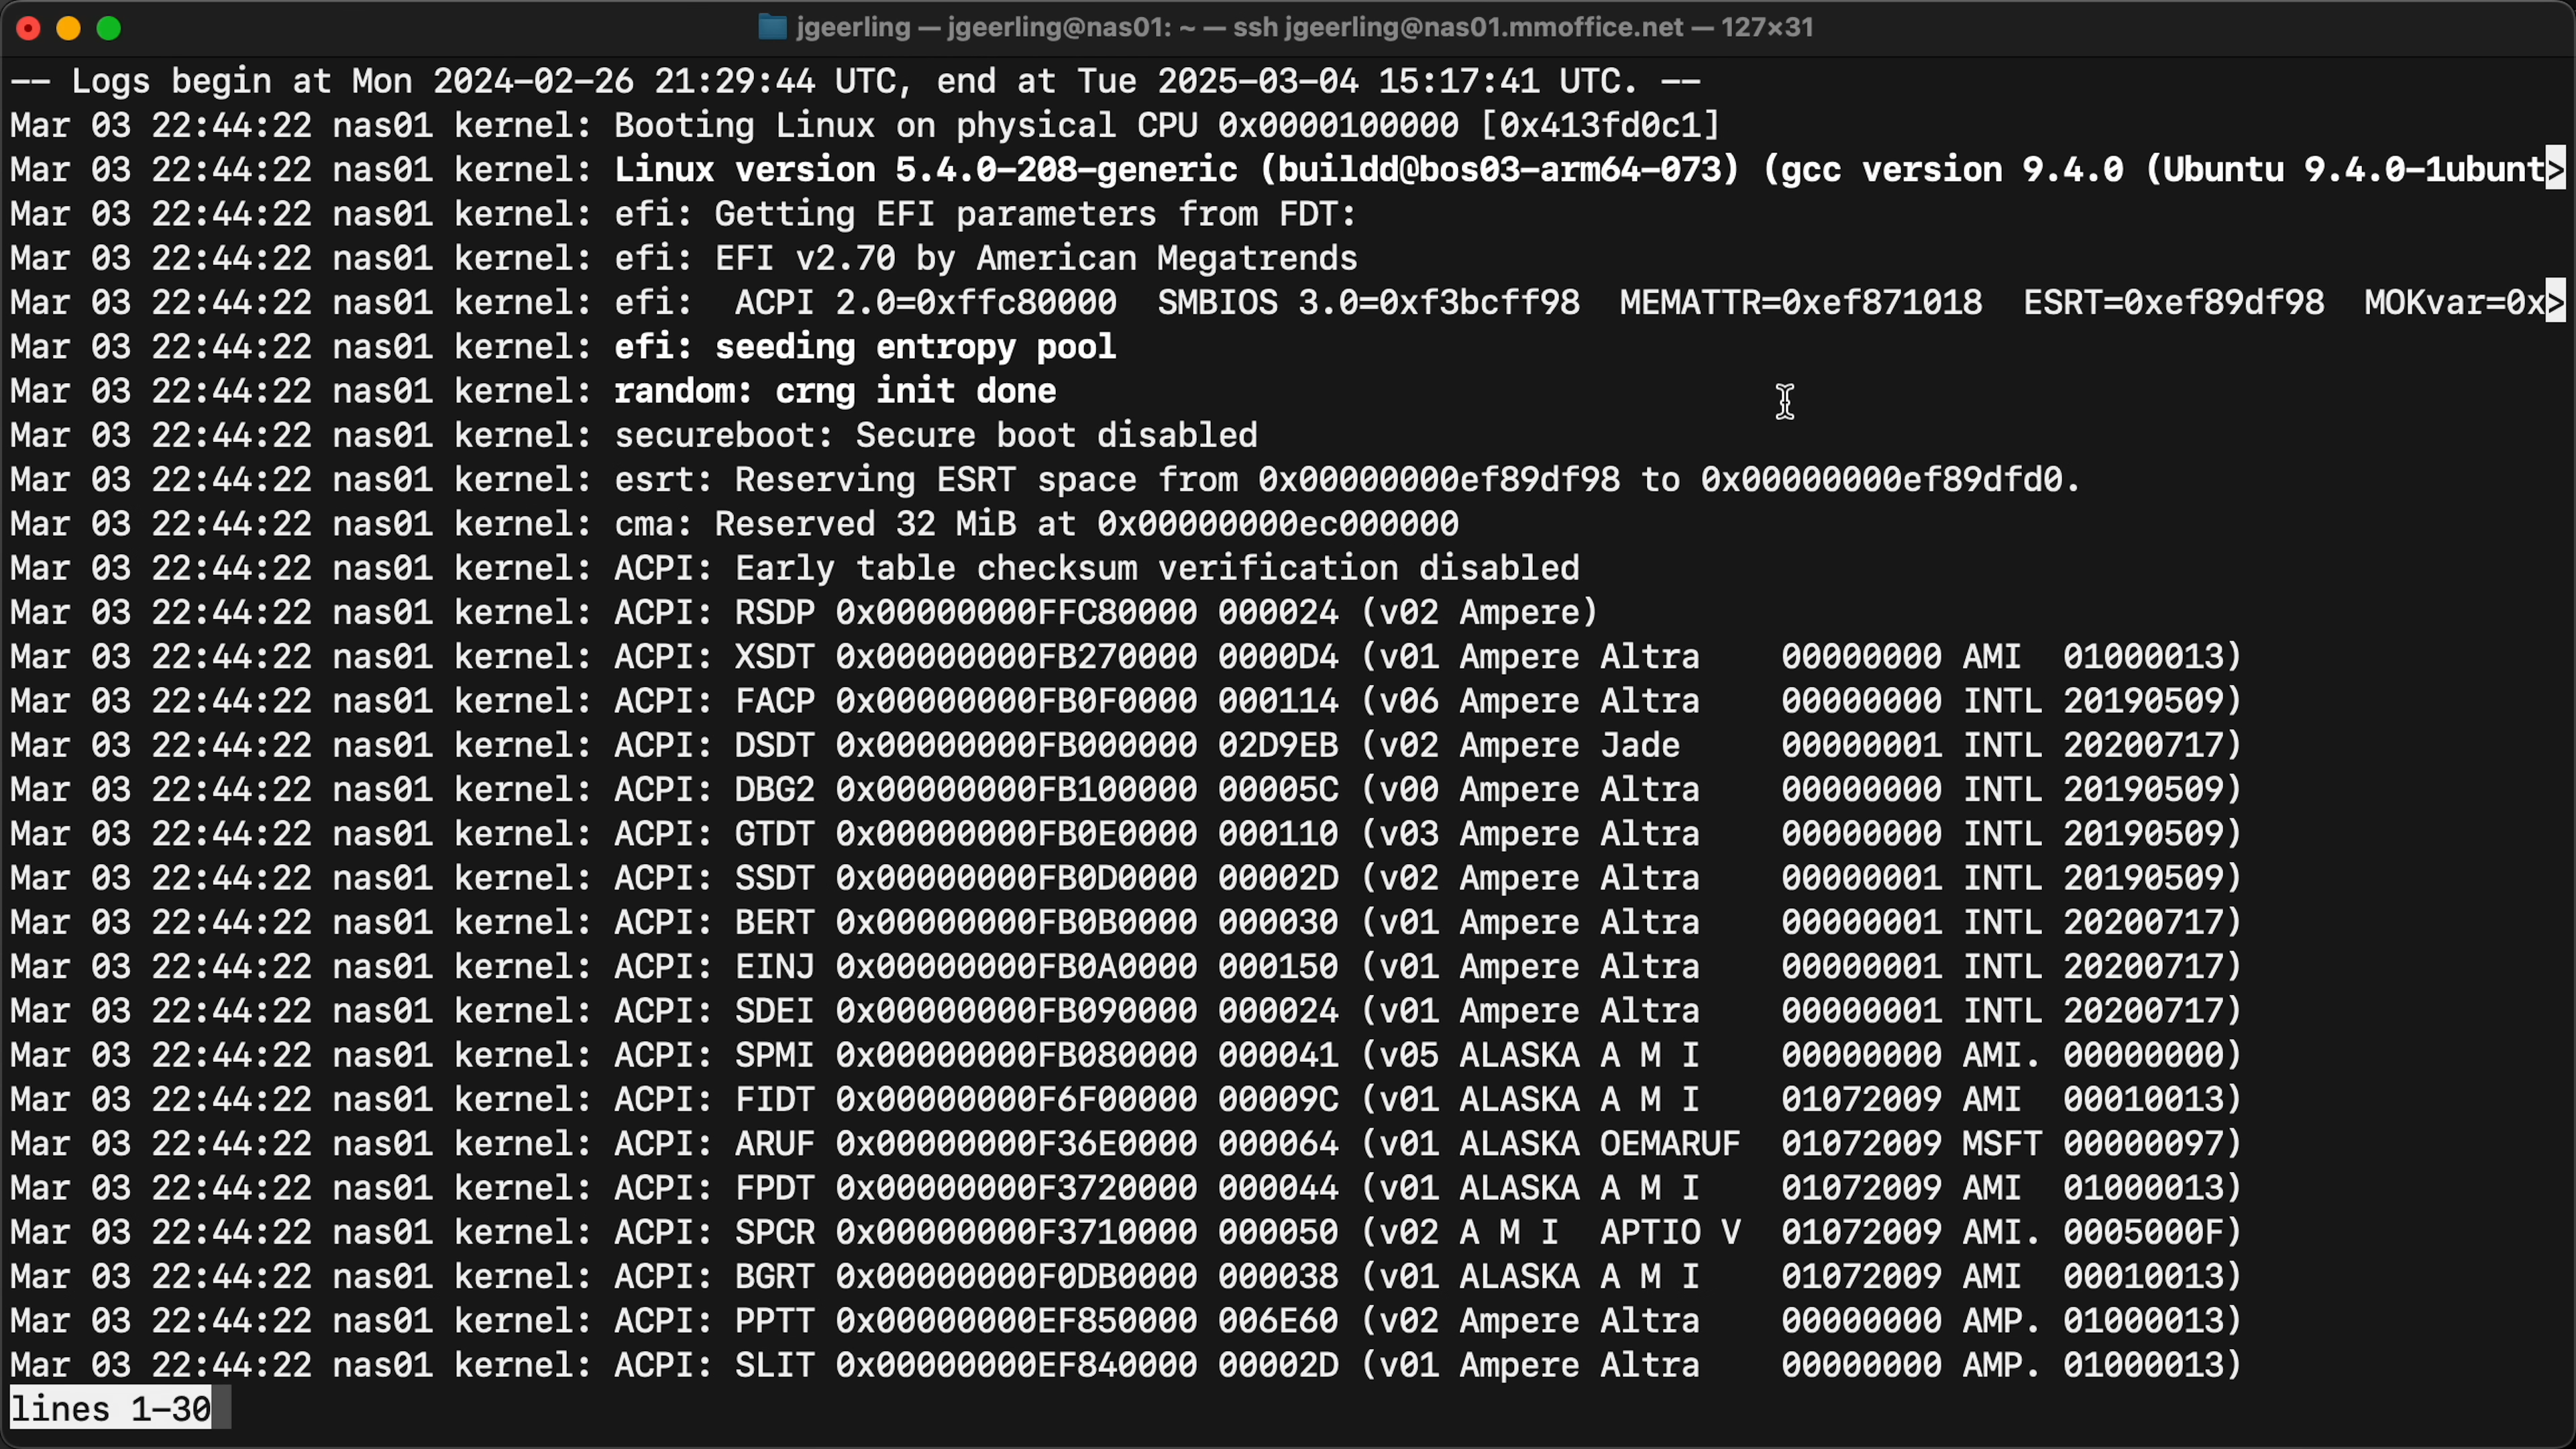 jgeerling — jgeerling@nas01: ~ — ssh jgeerling@nas01.mmoffice.net — 127×31
-- Logs begin at Mon 2024-02-26 21:29:44 UTC, end at Tue 2025-03-04 15:17:41 UTC. --
Mar 03 22:44:22 nas01 kernel: Booting Linux on physical CPU 0x0000100000 [0x413fd0c1]
Mar 03 22:44:22 nas01 kernel: Linux version 5.4.0-208-generic (buildd@bos03-arm64-073) (gcc version 9.4.0 (Ubuntu 9.4.0-1ubunt>
Mar 03 22:44:22 nas01 kernel: efi: Getting EFI parameters from FDT:
Mar 03 22:44:22 nas01 kernel: efi: EFI v2.70 by American Megatrends
Mar 03 22:44:22 nas01 kernel: efi:  ACPI 2.0=0xffc80000  SMBIOS 3.0=0xf3bcff98  MEMATTR=0xef871018  ESRT=0xef89df98  MOKvar=0x>
Mar 03 22:44:22 nas01 kernel: efi: seeding entropy pool
Mar 03 22:44:22 nas01 kernel: random: crng init done
Mar 03 22:44:22 nas01 kernel: secureboot: Secure boot disabled
Mar 03 22:44:22 nas01 kernel: esrt: Reserving ESRT space from 0x00000000ef89df98 to 0x00000000ef89dfd0.
Mar 03 22:44:22 nas01 kernel: cma: Reserved 32 MiB at 0x00000000ec000000
Mar 03 22:44:22 nas01 kernel: ACPI: Early table checksum verification disabled
Mar 03 22:44:22 nas01 kernel: ACPI: RSDP 0x00000000FFC80000 000024 (v02 Ampere)
Mar 03 22:44:22 nas01 kernel: ACPI: XSDT 0x00000000FB270000 0000D4 (v01 Ampere Altra    00000000 AMI  01000013)
Mar 03 22:44:22 nas01 kernel: ACPI: FACP 0x00000000FB0F0000 000114 (v06 Ampere Altra    00000000 INTL 20190509)
Mar 03 22:44:22 nas01 kernel: ACPI: DSDT 0x00000000FB000000 02D9EB (v02 Ampere Jade     00000001 INTL 20200717)
Mar 03 22:44:22 nas01 kernel: ACPI: DBG2 0x00000000FB100000 00005C (v00 Ampere Altra    00000000 INTL 20190509)
Mar 03 22:44:22 nas01 kernel: ACPI: GTDT 0x00000000FB0E0000 000110 (v03 Ampere Altra    00000000 INTL 20190509)
Mar 03 22:44:22 nas01 kernel: ACPI: SSDT 0x00000000FB0D0000 00002D (v02 Ampere Altra    00000001 INTL 20190509)
Mar 03 22:44:22 nas01 kernel: ACPI: BERT 0x00000000FB0B0000 000030 (v01 Ampere Altra    00000001 INTL 20200717)
Mar 03 22:44:22 nas01 kernel: ACPI: EINJ 0x00000000FB0A0000 000150 (v01 Ampere Altra    00000001 INTL 20200717)
Mar 03 22:44:22 nas01 kernel: ACPI: SDEI 0x00000000FB090000 000024 (v01 Ampere Altra    00000001 INTL 20200717)
Mar 03 22:44:22 nas01 kernel: ACPI: SPMI 0x00000000FB080000 000041 (v05 ALASKA A M I    00000000 AMI. 00000000)
Mar 03 22:44:22 nas01 kernel: ACPI: FIDT 0x00000000F6F00000 00009C (v01 ALASKA A M I    01072009 AMI  00010013)
Mar 03 22:44:22 nas01 kernel: ACPI: ARUF 0x00000000F36E0000 000064 (v01 ALASKA OEMARUF  01072009 MSFT 00000097)
Mar 03 22:44:22 nas01 kernel: ACPI: FPDT 0x00000000F3720000 000044 (v01 ALASKA A M I    01072009 AMI  01000013)
Mar 03 22:44:22 nas01 kernel: ACPI: SPCR 0x00000000F3710000 000050 (v02 A M I  APTIO V  01072009 AMI. 0005000F)
Mar 03 22:44:22 nas01 kernel: ACPI: BGRT 0x00000000F0DB0000 000038 (v01 ALASKA A M I    01072009 AMI  00010013)
Mar 03 22:44:22 nas01 kernel: ACPI: PPTT 0x00000000EF850000 006E60 (v02 Ampere Altra    00000000 AMP. 01000013)
Mar 03 22:44:22 nas01 kernel: ACPI: SLIT 0x00000000EF840000 00002D (v01 Ampere Altra    00000000 AMP. 01000013)
lines 1-30